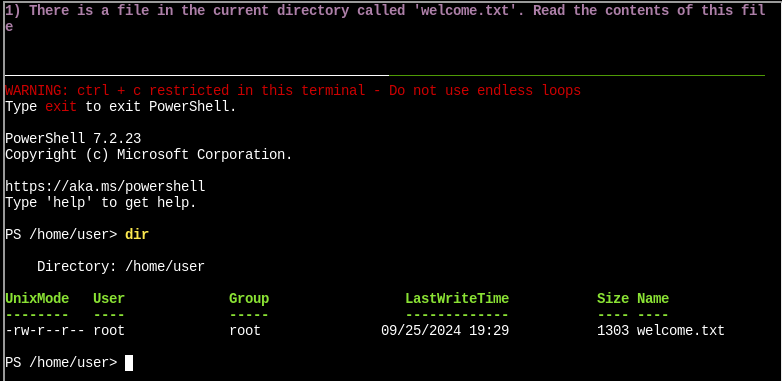 1) There is a file in the current directory called 'welcome.txt'. Read the contents of this fil
e
WARNING: ctrl + c restricted in this terminal - Do not use endless loops
Type exit to exit PowerShell.
PowerShell 7.2.23
Copyright (c) Microsoft Corporation.
https://aka.ms/powershell
Type 'help' to get help.
PS /home/user> dir
Directory: /home/user
UnixMode User Group LastWriteTime Size Name
-------- ---- ----- ------------- ---- ----
-rw-r--r-- root root 09/25/2024 19:29 1303 welcome.txt
PS /home/user>